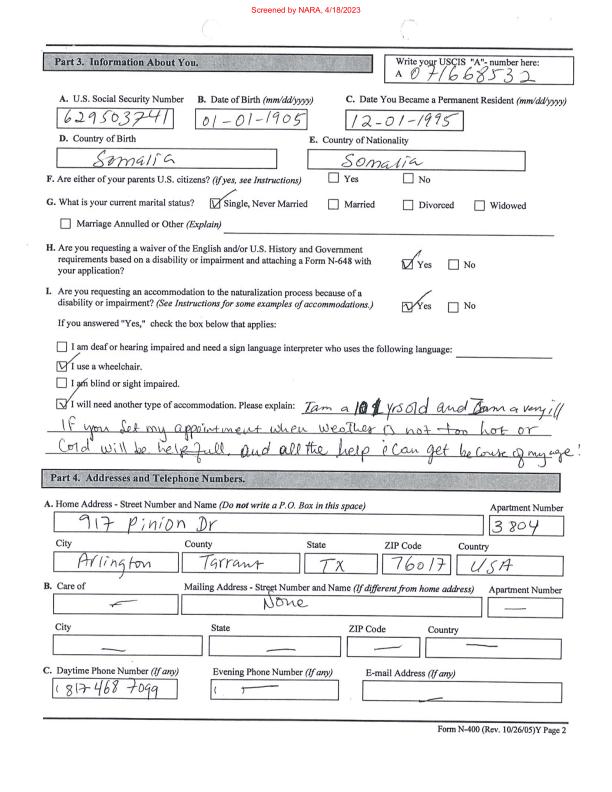 Screened by NARA, 4/18/2023
Part 3. Information About You.
Write your USCIS "A"- number here:
A 071668532
A. U.S. Social Security Number B. Date of Birth (mm/dd/yyyy) C. Date You Became a Permanent Resident (mm/dd/yyyy)
629503741 01-01-1905 12-01-1995
D. Country of Birth E. Country of Nationality
Somalia Somalia
F. Are either of your parents U.S. citizens? (if yes, see Instructions) Yes No
G. What is your current marital status? Single, Never Married Married Divorced Widowed
Marriage Annulled or Other (Explain)
H. Are you requesting a waiver of the English and/or U.S. History and Government
requirements based on a disability or impairment and attaching a Form N-648 with Yes No
your application?
I. Are you requesting an accommodation to the naturalization process because of a
disability or impairment? (See Instructions for some examples of accommodations.) Yes No
If you answered "Yes," check the box below that applies:
I am deaf or hearing impaired and need a sign language interpreter who uses the following language:
I use a wheelchair.
I am blind or sight impaired.
I will need another type of accommodation. Please explain: Iam a 101 yrsold and Iam a very ill
If you Set my appointment when weather is not too hot or
Cold will be helpfull. and all the help i can get because of my age!
Part 4. Addresses and Telephone Numbers.
A. Home Address - Street Number and Name (Do not write a P.O. Box in this space) Apartment Number
917 Pinion Dr 3804
City County State ZIP Code Country
Arlington Tarrant TX 76017 USA
B. Care of Mailing Address - Street Number and Name (If different from home address) Apartment Number
None
City State ZIP Code Country
C. Daytime Phone Number (If any) Evening Phone Number (If any) E-mail Address (If any)
(817-468 7099 (
Form N-400 (Rev. 10/26/05)Y Page 2